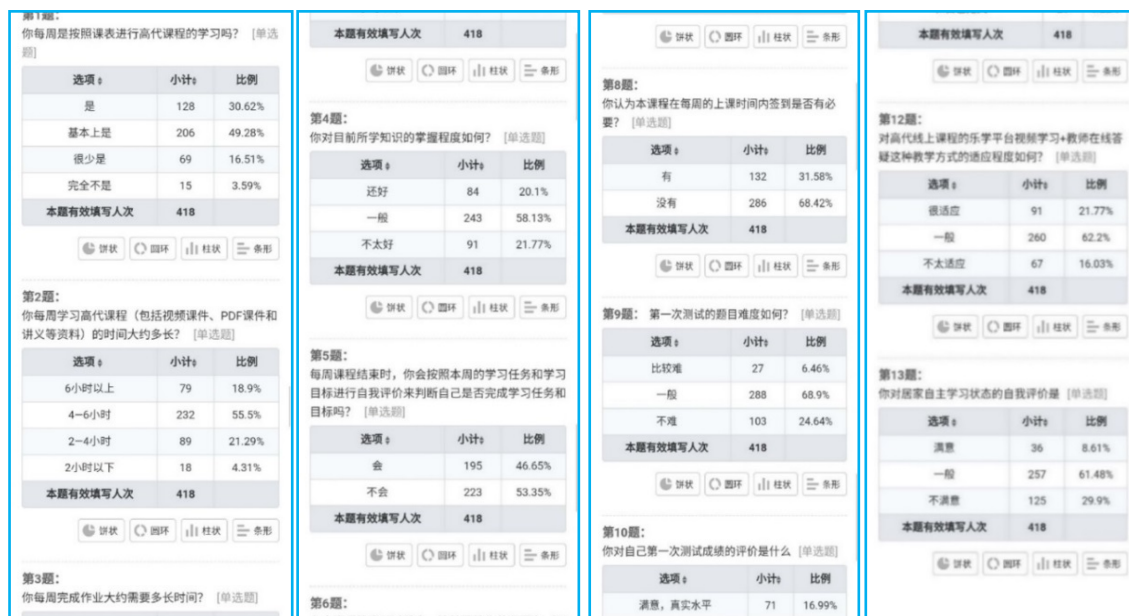 第1题:
你每周是按照课表进行高代课程的学习吗? [单选
题]
选项 小计 比例
是 128 30.62%
基本上是 206 49.28%
很少是 69 16.51%
完全不是 15 3.59%
本题有效填写人次 418
饼状 圆环 柱状 条形
第2题:
你每周学习高代课程(包括视频课件、PDF课件和
讲义等资料)的时间大约多长? [单选题]
选项 小计 比例
6小时以上 79 18.9%
4—6小时 232 55.5%
2—4小时 89 21.29%
2小时以下 18 4.31%
本题有效填写人次 418
饼状 圆环 柱状 条形
第3题:
你每周完成作业大约需要多长时间? [单选题]
本题有效填写人次 418
饼状 圆环 柱状 条形
第4题:
你对目前所学知识的掌握程度如何? [单选题]
选项 小计 比例
还好 84 20.1%
一般 243 58.13%
不太好 91 21.77%
本题有效填写人次 418
饼状 圆环 柱状 条形
第5题:
每周课程结束时,你会按照本周的学习任务和学习
目标进行自我评价来判断自己是否完成学习任务和
目标吗? [单选题]
选项 小计 比例
会 195 46.65%
不会 223 53.35%
本题有效填写人次 418
饼状 圆环 柱状 条形
第6题:
饼状 圆环 柱状 条形
第8题:
你认为本课程在每周的上课时间内签到是否有必
要? [单选题]
选项 小计 比例
有 132 31.58%
没有 286 68.42%
本题有效填写人次 418
饼状 圆环 柱状 条形
第9题: 第一次测试的题目难度如何? [单选题]
选项 小计 比例
比较难 27 6.46%
一般 288 68.9%
不难 103 24.64%
本题有效填写人次 418
饼状 圆环 柱状 条形
第10题:
你对自己第一次测试成绩的评价是什么 [单选题]
选项 小计 比例
满意,真实水平 71 16.99%
本题有效填写人次 418
饼状 圆环 柱状 条形
第12题:
对高代线上课程的乐学平台视频学习+教师在线答
疑这种教学方式的适应程度如何? [单选题]
选项 小计 比例
很适应 91 21.77%
一般 260 62.2%
不太适应 67 16.03%
本题有效填写人次 418
饼状 圆环 柱状 条形
第13题:
你对居家自主学习状态的自我评价是 [单选题]
选项 小计 比例
满意 36 8.61%
一般 257 61.48%
不满意 125 29.9%
本题有效填写人次 418
饼状 圆环 柱状 条形